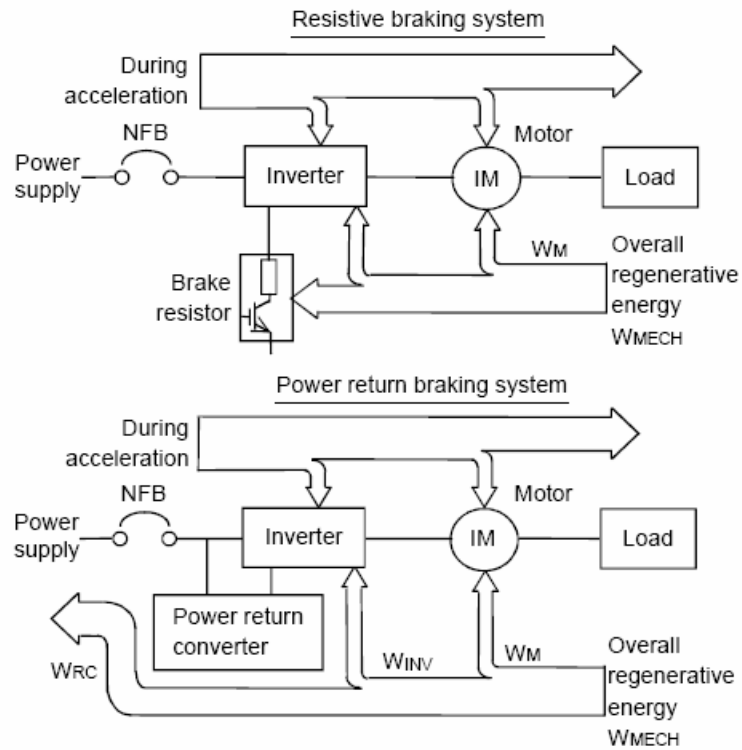 Resistive braking system
During
acceleration
NFB
Motor
Power
supply
Inverter
IM
Load
Brake
resistor
WM
Overall
regenerative
energy
WMECH
Power return braking system
During
acceleration
NFB
Motor
Power
supply
Inverter
IM
Load
Power return
converter
WRC
WINV
WM
Overall
regenerative
energy
WMECH